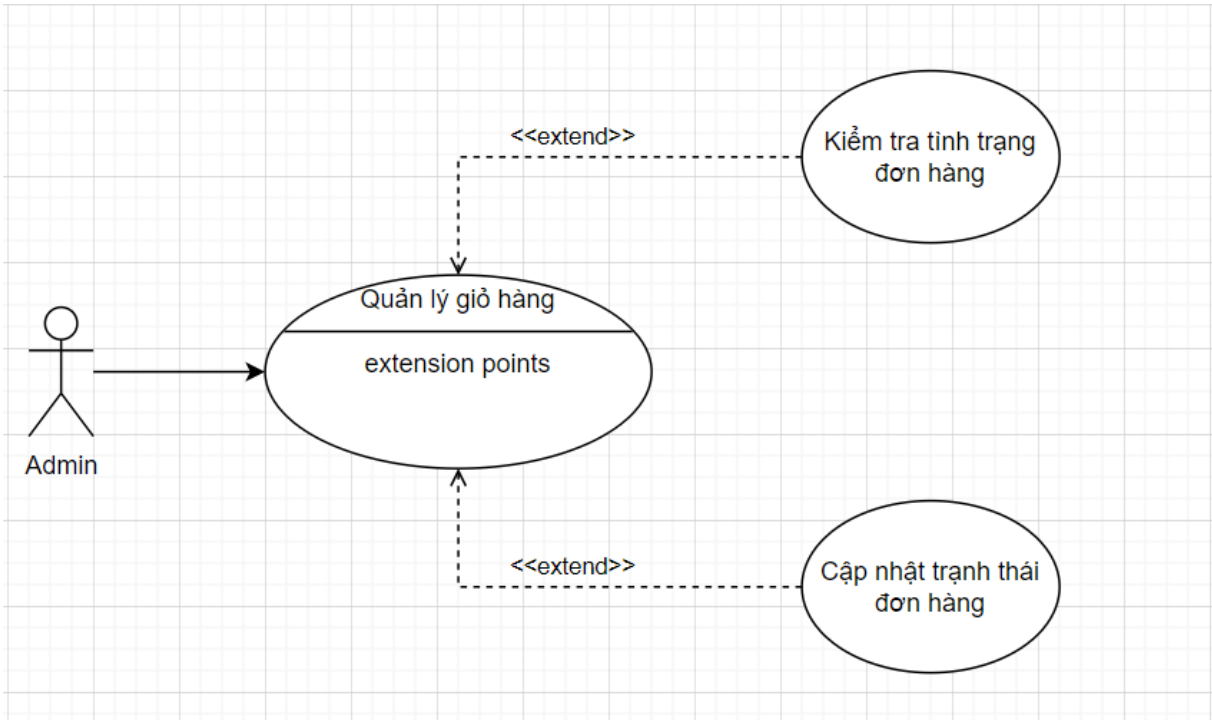 <<extend>>
Kiểm tra tình trạng
đơn hàng
Quản lý giỏ hàng
extension points
Admin
<<extend>>
Cập nhật trạnh thái
đơn hàng